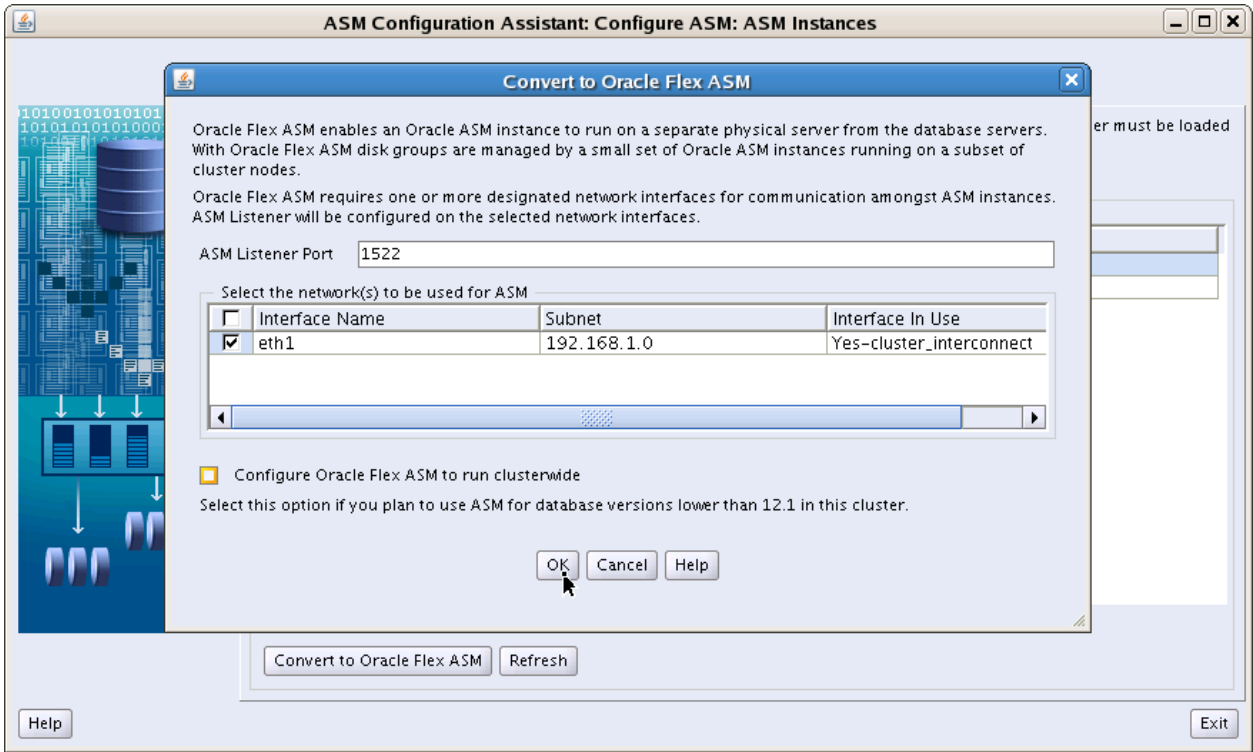 ASM Configuration Assistant: Configure ASM: ASM Instances
Convert to Oracle Flex ASM
Oracle Flex ASM enables an Oracle ASM instance to run on a separate physical server from the database servers.
With Oracle Flex ASM disk groups are managed by a small set of Oracle ASM instances running on a subset of
cluster nodes.
Oracle Flex ASM requires one or more designated network interfaces for communication amongst ASM instances.
ASM Listener will be configured on the selected network interfaces.
er must be loaded
ASM Listener Port 1522
Select the network(s) to be used for ASM
Interface Name Subnet Interface In Use
eth1 192.168.1.0 Yes-cluster_interconnect
Configure Oracle Flex ASM to run clusterwide
Select this option if you plan to use ASM for database versions lower than 12.1 in this cluster.
OK Cancel Help
Convert to Oracle Flex ASM Refresh
Help Exit